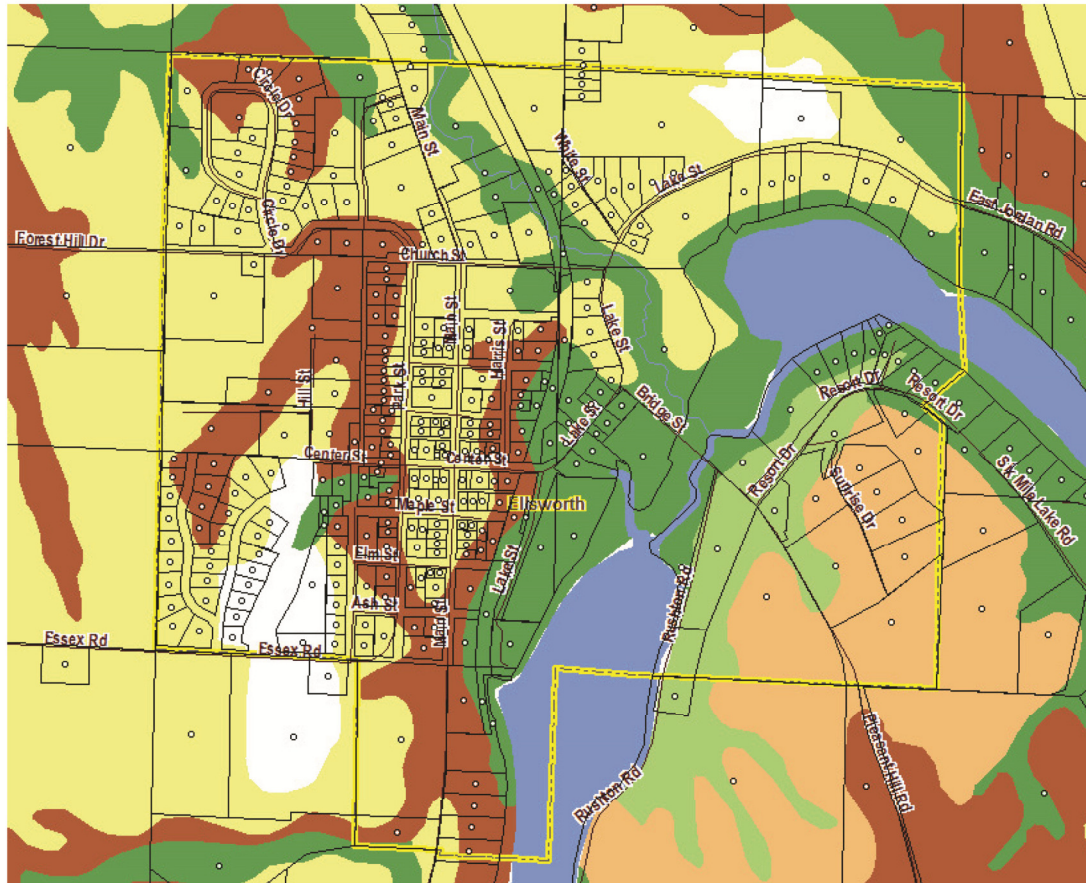 Circle Dr
Main St
White St
Lake St
East Jordan Rd
Circle Dr
Forest Hill Dr
Church St
Main St
Harris St
Lake St
Park St
Hill St
Resort Dr
Resort Dr
Bridge St
Lake St
Center St
Center St
Resort Dr
Sunrise Dr
Six Mile Lake Rd
Maple St
Ellsworth
Elm St
Lake St
Rushton Rd
Ash St
Main St
Essex Rd
Essex Rd
Pleasant Hill Rd
Rushton Rd